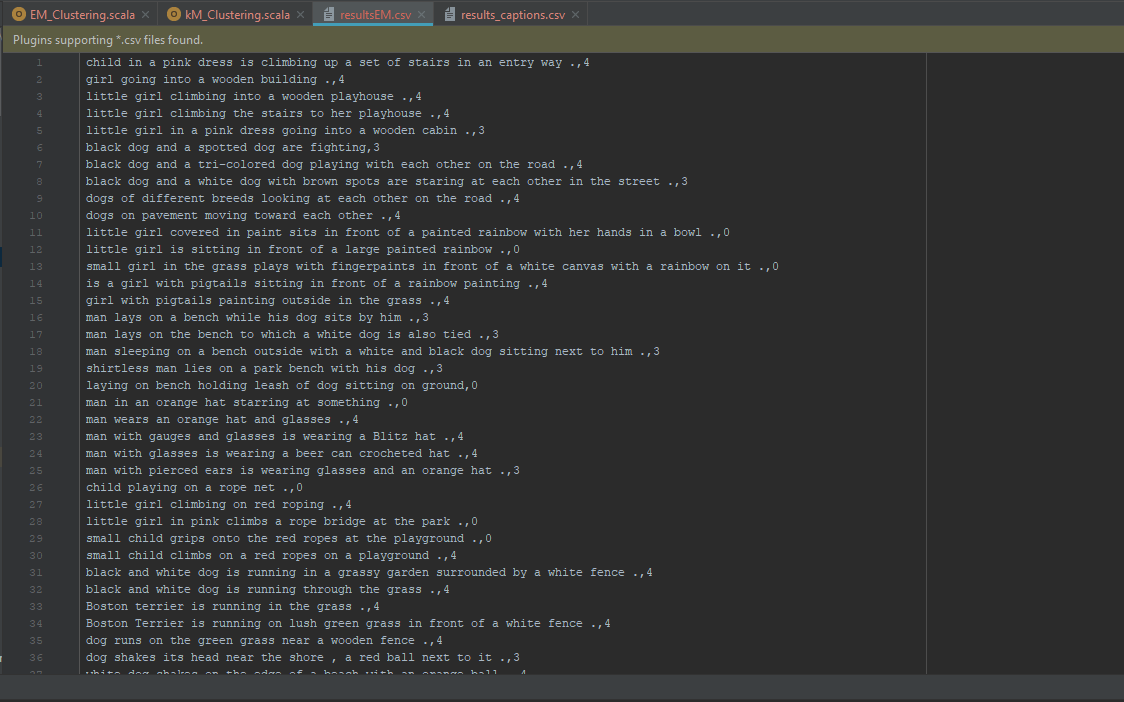 EM_Clustering.scala kM_Clustering.scala resultsEM.csv results_captions.csv
Plugins supporting *.csv files found.
1 child in a pink dress is climbing up a set of stairs in an entry way .,4
2 girl going into a wooden building .,4
3 little girl climbing into a wooden playhouse .,4
4 little girl climbing the stairs to her playhouse .,4
5 little girl in a pink dress going into a wooden cabin .,3
6 black dog and a spotted dog are fighting,3
7 black dog and a tri-colored dog playing with each other on the road .,4
8 black dog and a white dog with brown spots are staring at each other in the street .,3
9 dogs of different breeds looking at each other on the road .,4
10 dogs on pavement moving toward each other .,4
11 little girl covered in paint sits in front of a painted rainbow with her hands in a bowl .,0
12 little girl is sitting in front of a large painted rainbow .,0
13 small girl in the grass plays with fingerpaints in front of a white canvas with a rainbow on it .,0
14 is a girl with pigtails sitting in front of a rainbow painting .,4
15 girl with pigtails painting outside in the grass .,4
16 man lays on a bench while his dog sits by him .,3
17 man lays on the bench to which a white dog is also tied .,3
18 man sleeping on a bench outside with a white and black dog sitting next to him .,3
19 shirtless man lies on a park bench with his dog .,3
20 laying on bench holding leash of dog sitting on ground,0
21 man in an orange hat starring at something .,0
22 man wears an orange hat and glasses .,4
23 man with gauges and glasses is wearing a Blitz hat .,4
24 man with glasses is wearing a beer can crocheted hat .,4
25 man with pierced ears is wearing glasses and an orange hat .,3
26 child playing on a rope net .,0
27 little girl climbing on red roping .,4
28 little girl in pink climbs a rope bridge at the park .,0
29 small child grips onto the red ropes at the playground .,0
30 small child climbs on a red ropes on a playground .,4
31 black and white dog is running in a grassy garden surrounded by a white fence .,4
32 black and white dog is running through the grass .,4
33 Boston terrier is running in the grass .,4
34 Boston Terrier is running on lush green grass in front of a white fence .,4
35 dog runs on the green grass near a wooden fence .,4
36 dog shakes its head near the shore , a red ball next to it .,3
37 white dog shakes on the edge of a beach with an orange ball .,4